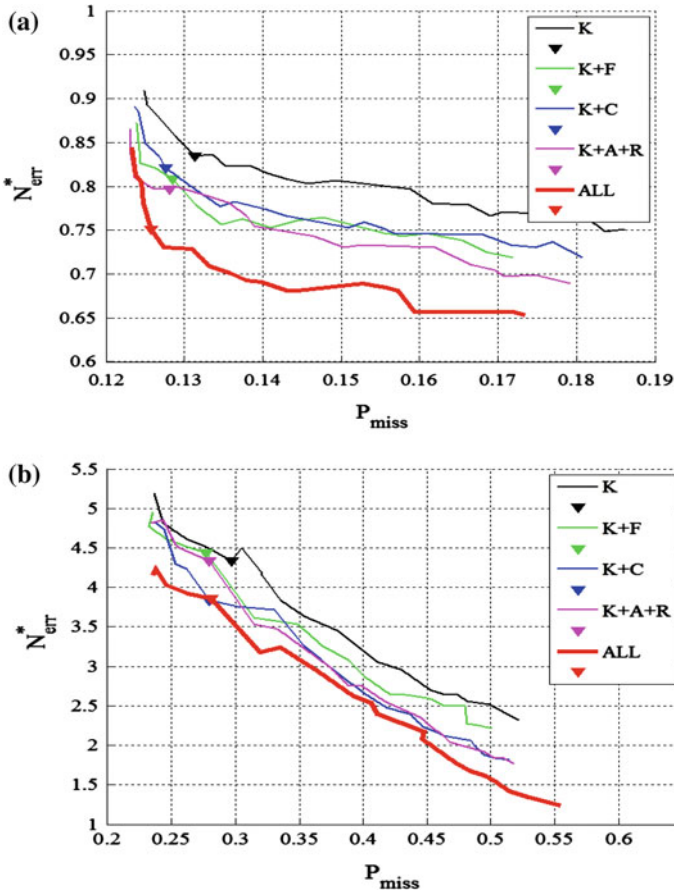 (a)
1
0.95
0.9
0.85
0.8
0.75
0.7
0.65
0.6
N*err
0.12 0.13 0.14 0.15 0.16 0.17 0.18 0.19
Pmiss
K
K+F
K+C
K+A+R
ALL
(b)
5.5
5
4.5
4
3.5
3
2.5
2
1.5
1
N*err
0.2 0.25 0.3 0.35 0.4 0.45 0.5 0.55 0.6
Pmiss
K
K+F
K+C
K+A+R
ALL